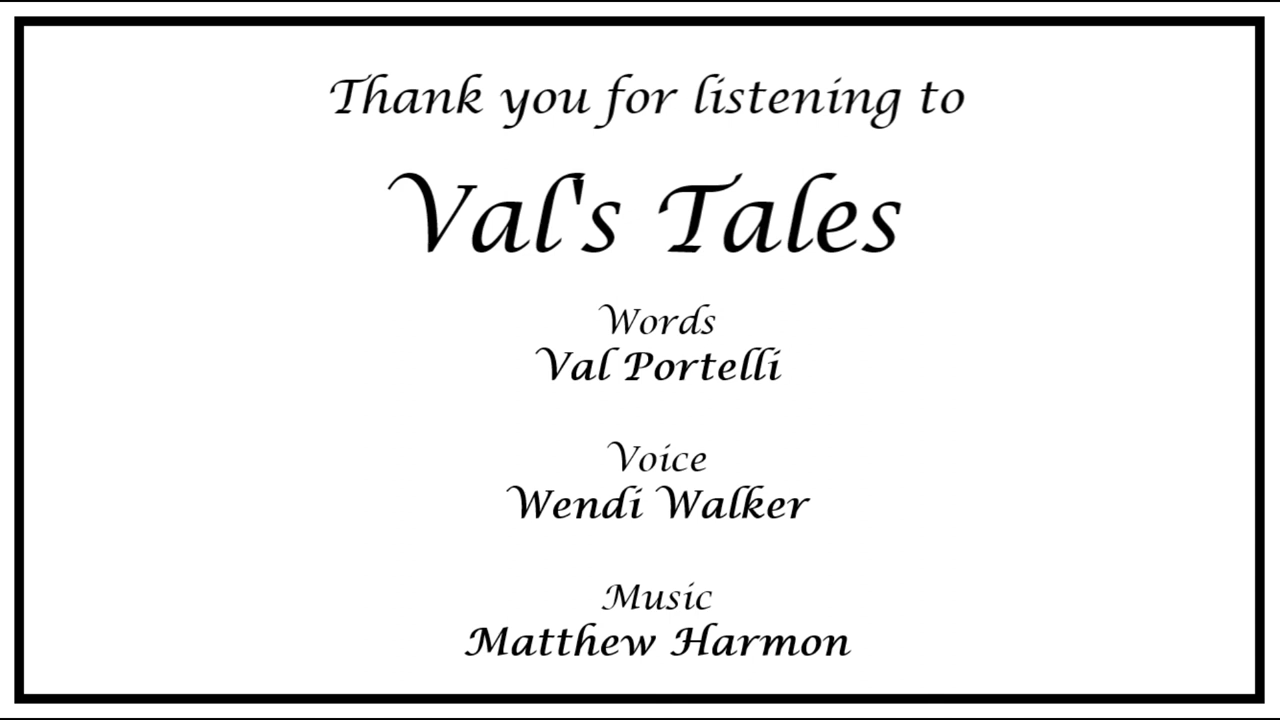 Thank you for listening to
Val's Tales
Words
Val Portelli
Voice
Wendi Walker
Music
Matthew Harmon